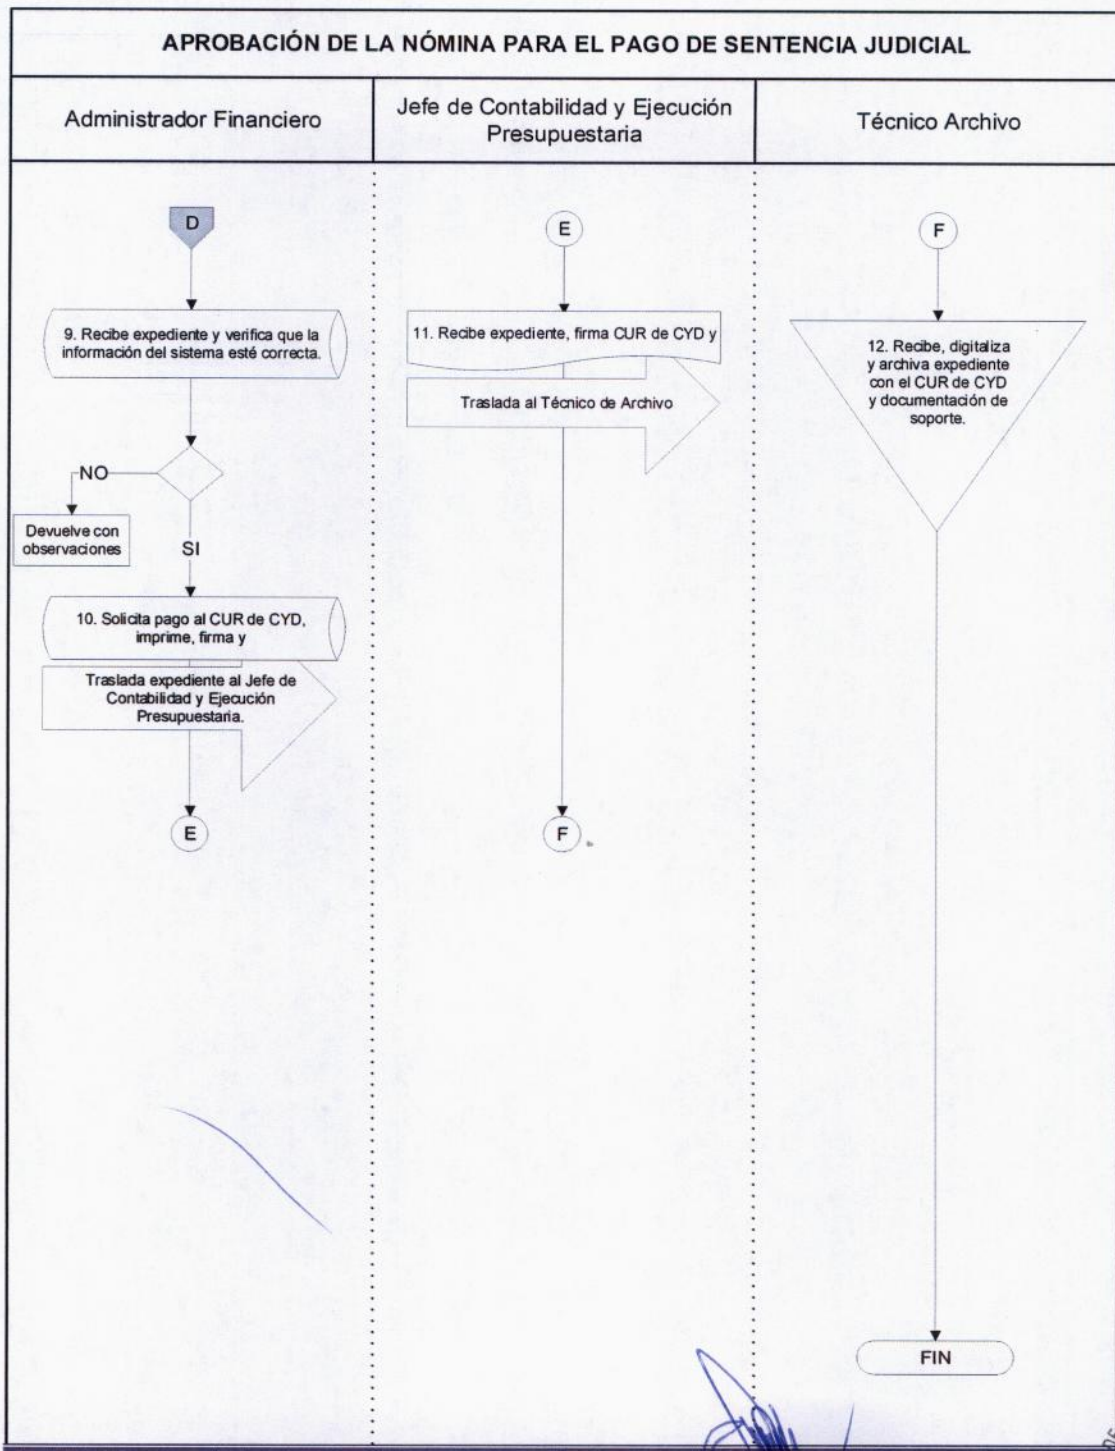 APROBACIÓN DE LA NÓMINA PARA EL PAGO DE SENTENCIA JUDICIAL
Administrador Financiero
Jefe de Contabilidad y Ejecución
Presupuestaria
Técnico Archivo
D
9. Recibe expediente y verifica que la
información del sistema esté correcta.
NO
Devuelve con
observaciones
SI
10. Solicita pago al CUR de CYD,
imprime, firma y
Traslada expediente al Jefe de
Contabilidad y Ejecución
Presupuestaria.
E
E
11. Recibe expediente, firma CUR de CYD y
Traslada al Técnico de Archivo
F
F
12. Recibe, digitaliza
y archiva expediente
con el CUR de CYD
y documentación de
soporte.
FIN